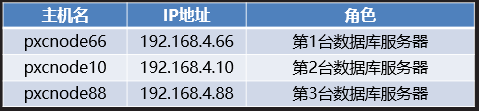 主机名 IP地址 角色
pxcnode66 192.168.4.66 第1台数据库服务器
pxcnode10 192.168.4.10 第2台数据库服务器
pxcnode88 192.168.4.88 第3台数据库服务器